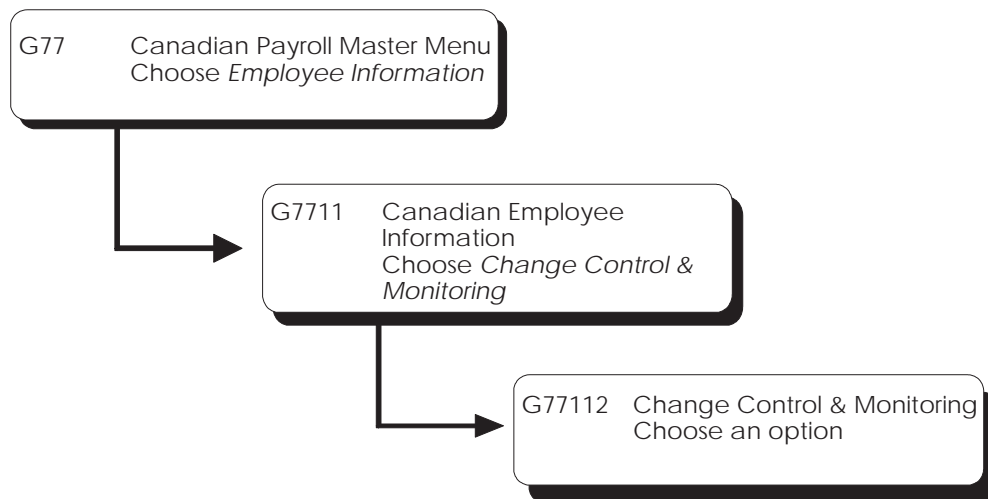 G77 Canadian Payroll Master Menu
Choose Employee Information
G7711 Canadian Employee
Information
Choose Change Control &
Monitoring
G77112 Change Control & Monitoring
Choose an option